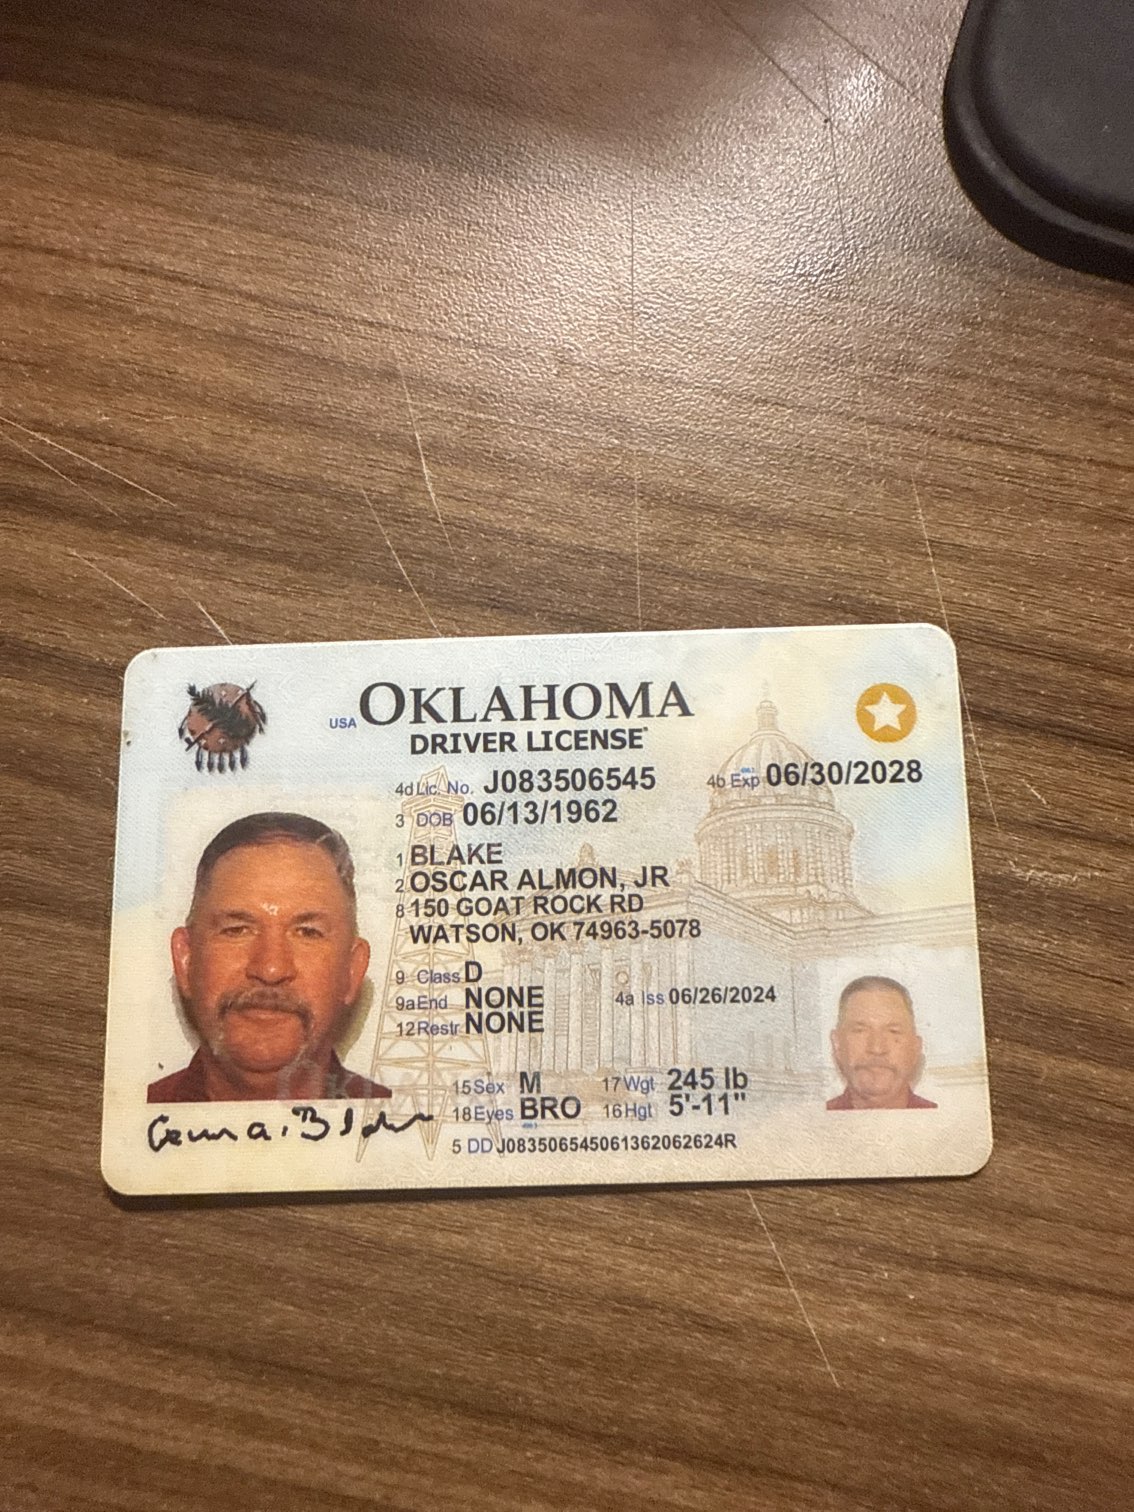 USA OKLAHOMA
DRIVER LICENSE
4d Lic. No. J083506545 4b Exp 06/30/2028
3 DOB 06/13/1962
1 BLAKE
2 OSCAR ALMON, JR
8 150 GOAT ROCK RD
WATSON, OK 74963-5078
9 Class D
9a End NONE 4a Iss 06/26/2024
12 Restr NONE
15 Sex M 17 Wgt 245 lb
18 Eyes BRO 16 Hgt 5'-11"
5 DD J083506545061362062624R